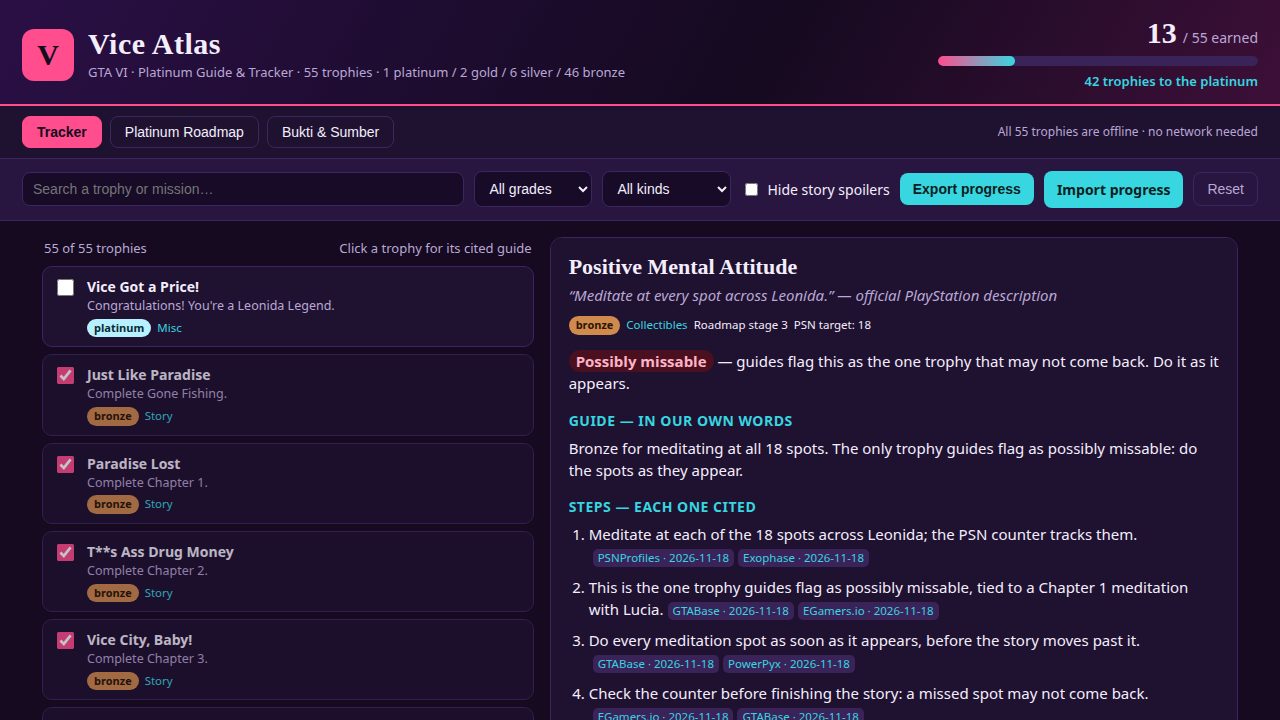 V
Vice Atlas
GTA VI · Platinum Guide & Tracker · 55 trophies · 1 platinum / 2 gold / 6 silver / 46 bronze
13 / 55 earned
42 trophies to the platinum
Tracker
Platinum Roadmap
Bukti & Sumber
All 55 trophies are offline · no network needed
Search a trophy or mission…
All grades
All kinds
Hide story spoilers
Export progress
Import progress
Reset
55 of 55 trophies
Click a trophy for its cited guide
Vice Got a Price!
Congratulations! You're a Leonida Legend.
platinum Misc
Just Like Paradise
Complete Gone Fishing.
bronze Story
Paradise Lost
Complete Chapter 1.
bronze Story
T**s Ass Drug Money
Complete Chapter 2.
bronze Story
Vice City, Baby!
Complete Chapter 3.
bronze Story
Positive Mental Attitude
“Meditate at every spot across Leonida.” — official PlayStation description
bronze Collectibles Roadmap stage 3 PSN target: 18
Possibly missable — guides flag this as the one trophy that may not come back. Do it as it
appears.
GUIDE — IN OUR OWN WORDS
Bronze for meditating at all 18 spots. The only trophy guides flag as possibly missable: do
the spots as they appear.
STEPS — EACH ONE CITED
1. Meditate at each of the 18 spots across Leonida; the PSN counter tracks them.
PSNProfiles · 2026-11-18 Exophase · 2026-11-18
2. This is the one trophy guides flag as possibly missable, tied to a Chapter 1 meditation
with Lucia. GTABase · 2026-11-18 EGamers.io · 2026-11-18
3. Do every meditation spot as soon as it appears, before the story moves past it.
GTABase · 2026-11-18 PowerPyx · 2026-11-18
4. Check the counter before finishing the story: a missed spot may not come back.
EGamers.io · 2026-11-18 GTABase · 2026-11-18